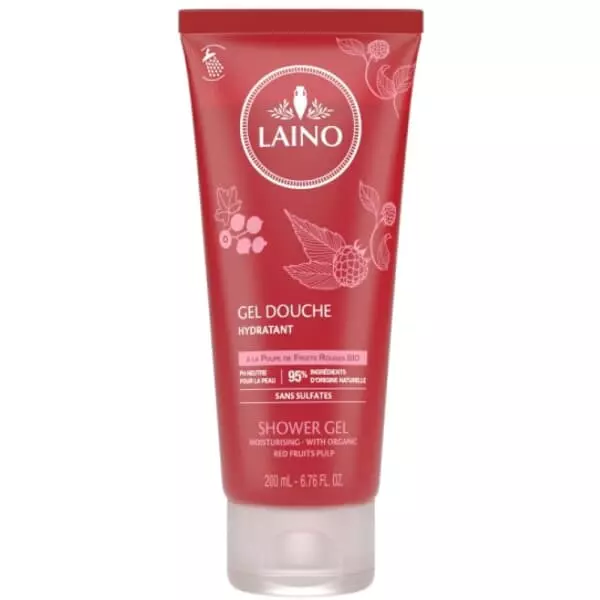 LAINO
GEL DOUCHE
HYDRATANT
À LA PULPE DE FRUITS ROUGES BIO
PH NEUTRE
POUR LA PEAU
95% INGRÉDIENTS
D'ORIGINE NATURELLE
SANS SULFATES
SHOWER GEL
MOISTURISING - WITH ORGANIC
RED FRUITS PULP
200 mL - 6.76 FL. OZ.